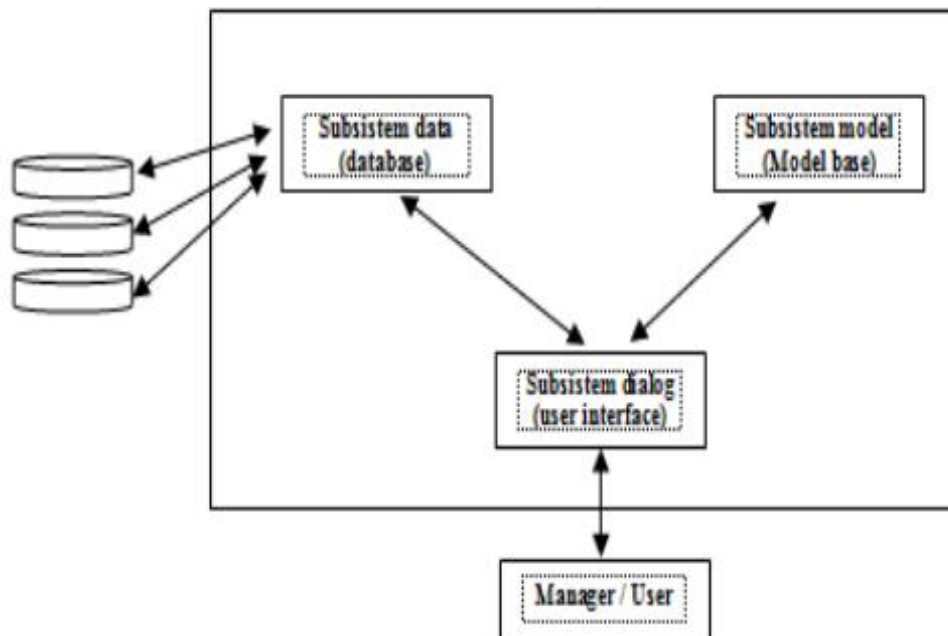 Subsistem data
(database)
Subsistem model
(Model base)
Subsistem dialog
(user interface)
Manager / User